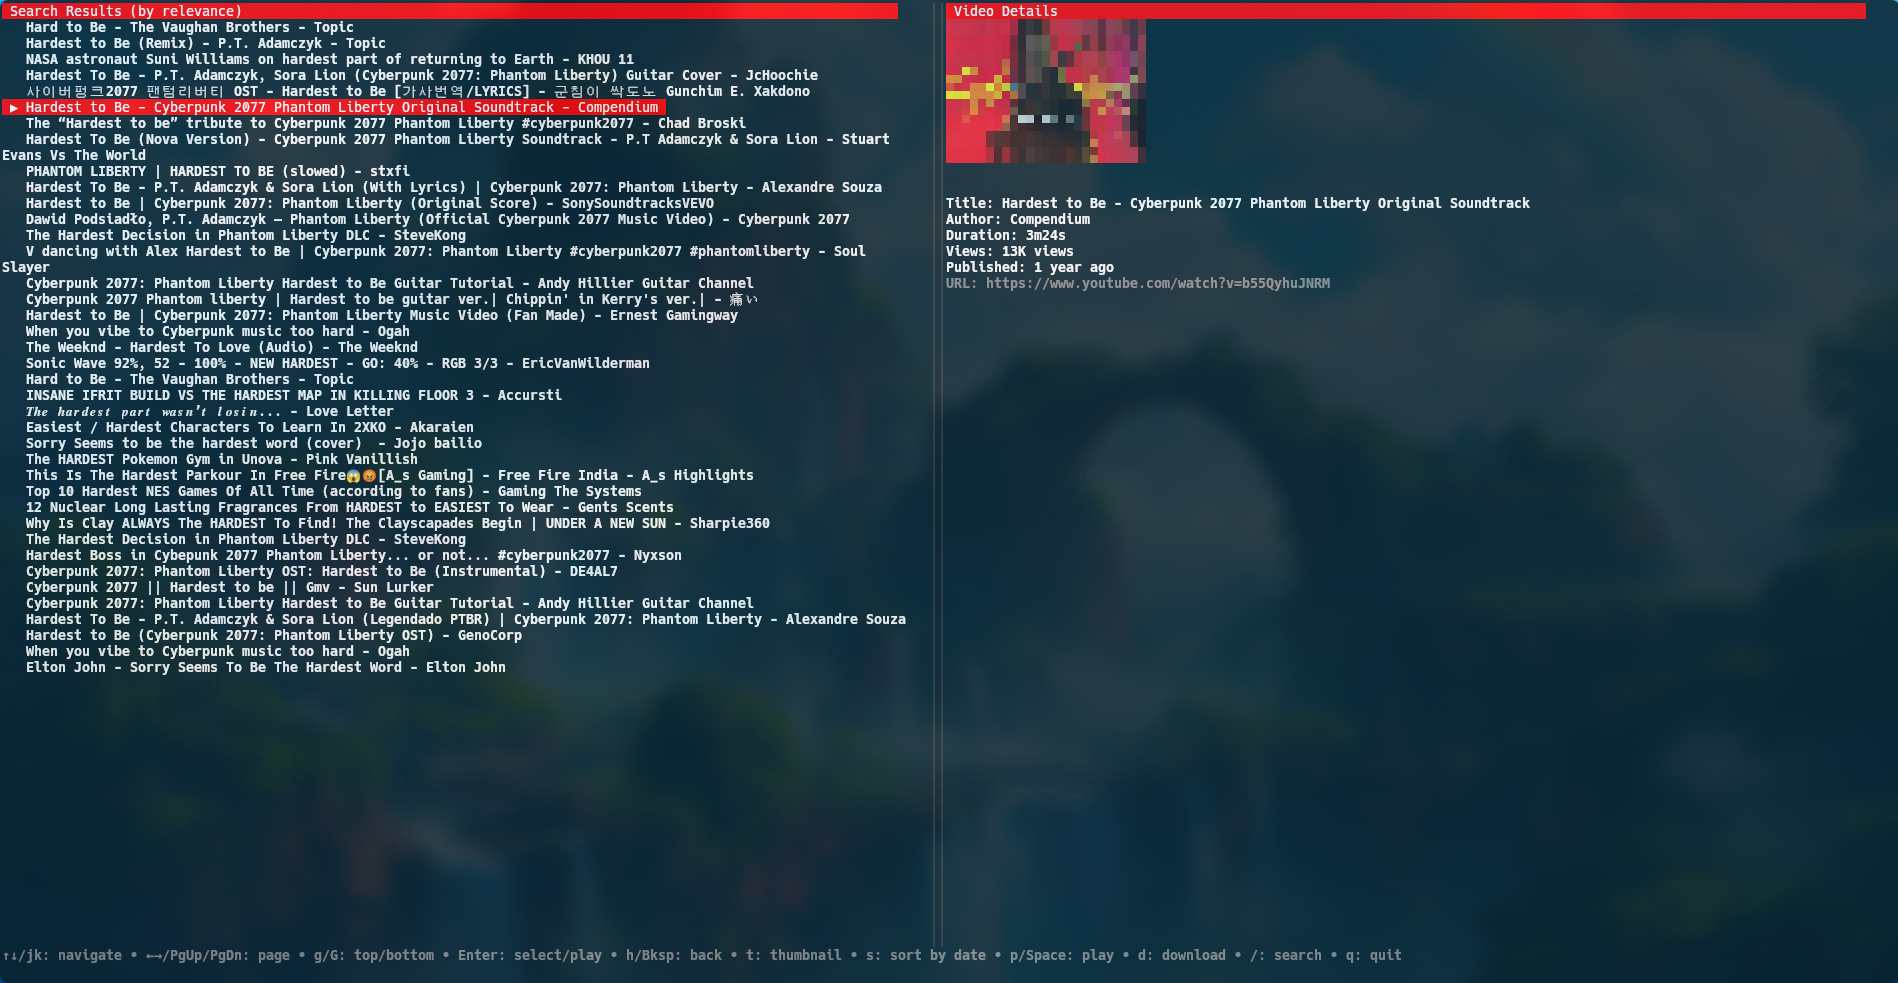 Search Results (by relevance)
Hard to Be – The Vaughan Brothers – Topic
Hardest to Be (Remix) – P.T. Adamczyk – Topic
NASA astronaut Suni Williams on hardest part of returning to Earth – KHOU 11
Hardest To Be – P.T. Adamczyk, Sora Lion (Cyberpunk 2077: Phantom Liberty) Guitar Cover – JcHoochie
사이버펑크2077 팬텀리버티 OST – Hardest to Be [가사번역/LYRICS] – 군침이 싹도노 Gunchim E. Xakdono
▶ Hardest to Be – Cyberpunk 2077 Phantom Liberty Original Soundtrack – Compendium
The “Hardest to be” tribute to Cyberpunk 2077 Phantom Liberty #cyberpunk2077 – Chad Broski
Hardest to Be (Nova Version) – Cyberpunk 2077 Phantom Liberty Soundtrack – P.T Adamczyk & Sora Lion – Stuart
Evans Vs The World
PHANTOM LIBERTY | HARDEST TO BE (slowed) – stxfi
Hardest To Be – P.T. Adamczyk & Sora Lion (With Lyrics) | Cyberpunk 2077: Phantom Liberty – Alexandre Souza
Hardest to Be | Cyberpunk 2077: Phantom Liberty (Original Score) – SonySoundtracksVEVO
Dawid Podsiadło, P.T. Adamczyk — Phantom Liberty (Official Cyberpunk 2077 Music Video) – Cyberpunk 2077
The Hardest Decision in Phantom Liberty DLC – SteveKong
V dancing with Alex Hardest to Be | Cyberpunk 2077: Phantom Liberty #cyberpunk2077 #phantomliberty – Soul
Slayer
Cyberpunk 2077: Phantom Liberty Hardest to Be Guitar Tutorial – Andy Hillier Guitar Channel
Cyberpunk 2077 Phantom liberty | Hardest to be guitar ver.| Chippin' in Kerry's ver.| – 痛い
Hardest to Be | Cyberpunk 2077: Phantom Liberty Music Video (Fan Made) – Ernest Gamingway
When you vibe to Cyberpunk music too hard – Ogah
The Weeknd – Hardest To Love (Audio) – The Weeknd
Sonic Wave 92%, 52 – 100% – NEW HARDEST – GO: 40% – RGB 3/3 – EricVanWilderman
Hard to Be – The Vaughan Brothers – Topic
INSANE IFRIT BUILD VS THE HARDEST MAP IN KILLING FLOOR 3 – Accursti
𝑻𝒉𝒆 𝒉𝒂𝒓𝒅𝒆𝒔𝒕 𝒑𝒂𝒓𝒕 𝒘𝒂𝒔𝒏'𝒕 𝒍𝒐𝒔𝒊𝒏... – Love Letter
Easiest / Hardest Characters To Learn In 2XKO – Akaraien
Sorry Seems to be the hardest word (cover)  – Jojo bailio
The HARDEST Pokemon Gym in Unova – Pink Vanillish
This Is The Hardest Parkour In Free Fire😱😡[A_s Gaming] – Free Fire India – A_s Highlights
Top 10 Hardest NES Games Of All Time (according to fans) – Gaming The Systems
12 Nuclear Long Lasting Fragrances From HARDEST to EASIEST To Wear – Gents Scents
Why Is Clay ALWAYS The HARDEST To Find! The Clayscapades Begin | UNDER A NEW SUN – Sharpie360
The Hardest Decision in Phantom Liberty DLC – SteveKong
Hardest Boss in Cybepunk 2077 Phantom Liberty... or not... #cyberpunk2077 – Nyxson
Cyberpunk 2077: Phantom Liberty OST: Hardest to Be (Instrumental) – DE4AL7
Cyberpunk 2077 || Hardest to be || Gmv – Sun Lurker
Cyberpunk 2077: Phantom Liberty Hardest to Be Guitar Tutorial – Andy Hillier Guitar Channel
Hardest To Be – P.T. Adamczyk & Sora Lion (Legendado PTBR) | Cyberpunk 2077: Phantom Liberty – Alexandre Souza
Hardest to Be (Cyberpunk 2077: Phantom Liberty OST) – GenoCorp
When you vibe to Cyberpunk music too hard – Ogah
Elton John – Sorry Seems To Be The Hardest Word – Elton John
Video Details
Title: Hardest to Be – Cyberpunk 2077 Phantom Liberty Original Soundtrack
Author: Compendium
Duration: 3m24s
Views: 13K views
Published: 1 year ago
URL: https://www.youtube.com/watch?v=b55QyhuJNRM
↑↓/jk: navigate • ←→/PgUp/PgDn: page • g/G: top/bottom • Enter: select/play • h/Bksp: back • t: thumbnail • s: sort by date • p/Space: play • d: download • /: search • q: quit